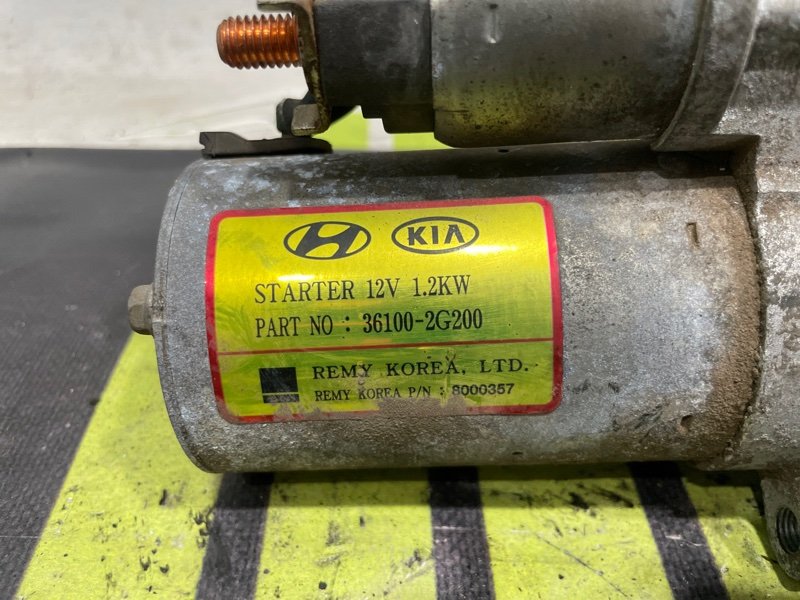 KIA
STARTER 12V 1.2KW
PART NO : 36100-2G200
REMY KOREA, LTD.
REMY KOREA P/N : 8000357